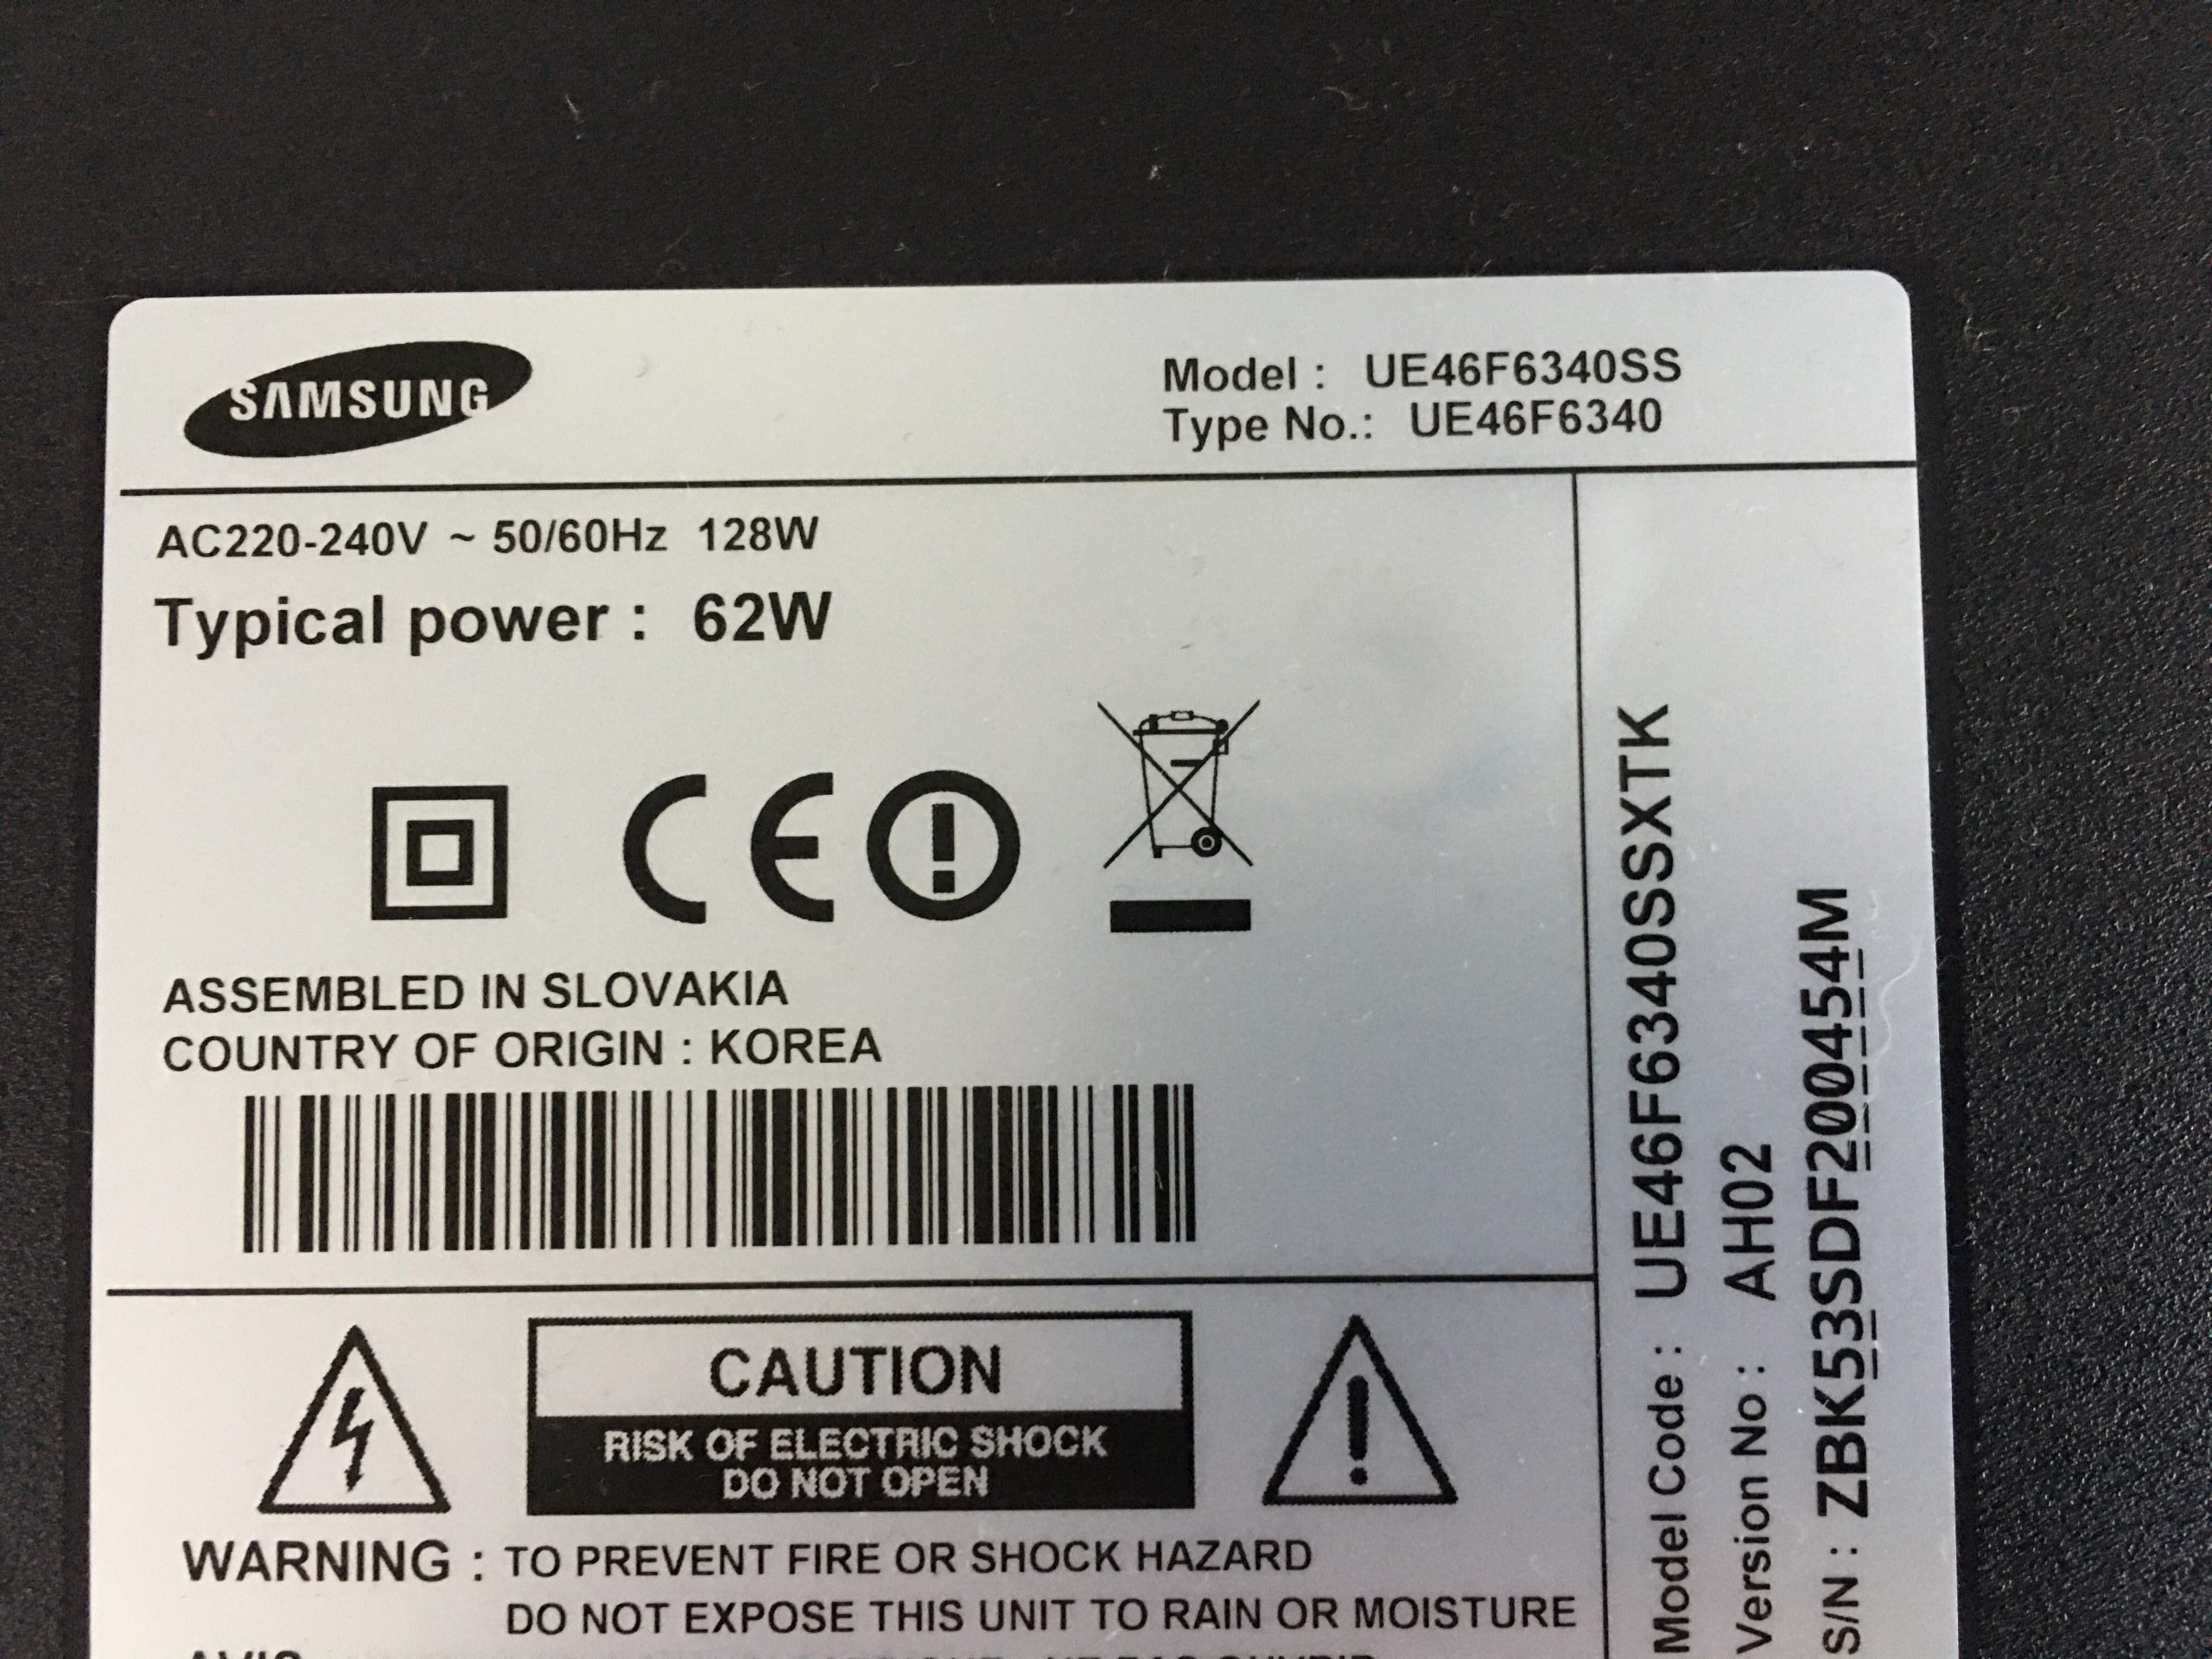 SAMSUNG
Model : UE46F6340SS
Type No.: UE46F6340
AC220-240V ~ 50/60Hz 128W
Typical power : 62W
CE
ASSEMBLED IN SLOVAKIA
COUNTRY OF ORIGIN : KOREA
CAUTION
RISK OF ELECTRIC SHOCK
DO NOT OPEN
WARNING : TO PREVENT FIRE OR SHOCK HAZARD
DO NOT EXPOSE THIS UNIT TO RAIN OR MOISTURE
Model Code : UE46F6340SSXTK
Version No : AH02
S/N : ZBK53SDF200454M